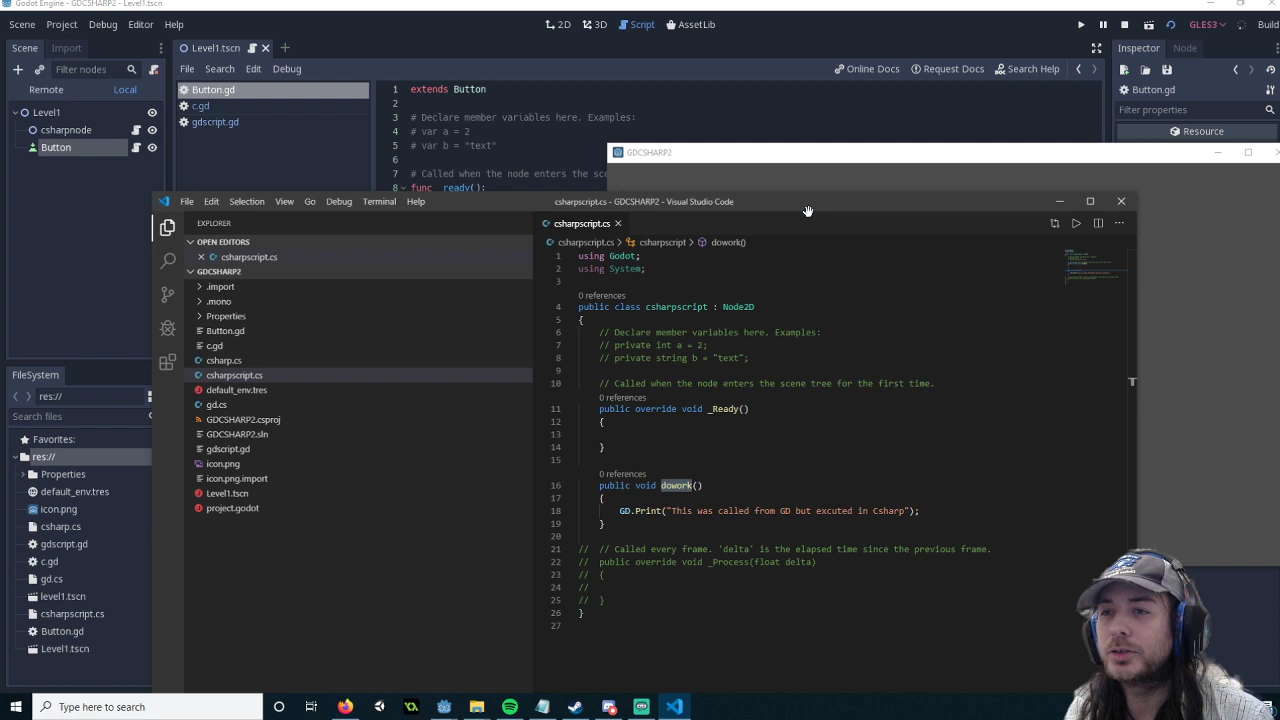 Godot Engine - GDCSHARP2 - Level1.tscn
Scene Project Debug Editor Help
2D 3D Script AssetLib
GLES3 Build
Scene Import
Level1.tscn
Inspector Node
Filter nodes
File Search Edit Debug
Online Docs Request Docs Search Help
Remote Local
Button.gd
c.gd
gdscript.gd
1 extends Button
2
3 # Declare member variables here. Examples:
4 # var a = 2
5 # var b = "text"
6
7 # Called when the node enters the sce
8 func _ready():
Button.gd
Filter properties
Resource
Level1
csharpnode
Button
GDCSHARP2
File Edit Selection View Go Debug Terminal Help
csharpscript.cs - GDCSHARP2 - Visual Studio Code
EXPLORER
OPEN EDITORS
csharpscript.cs
GDCSHARP2
.import
.mono
Properties
Button.gd
c.gd
csharp.cs
csharpscript.cs
default_env.tres
gd.cs
GDCSHARP2.csproj
GDCSHARP2.sln
gdscript.gd
icon.png
icon.png.import
Level1.tscn
project.godot
csharpscript.cs
csharpscript.cs > csharpscript > dowork()
1 using Godot;
2 using System;
3
0 references
4 public class csharpscript : Node2D
5 {
6 // Declare member variables here. Examples:
7 // private int a = 2;
8 // private string b = "text";
9
10 // Called when the node enters the scene tree for the first time.
0 references
11 public override void _Ready()
12 {
13
14 }
15
0 references
16 public void dowork()
17 {
18 GD.Print("This was called from GD but excuted in Csharp");
19 }
20
21 // // Called every frame. 'delta' is the elapsed time since the previous frame.
22 // public override void _Process(float delta)
23 // {
24 //
25 // }
26 }
27
FileSystem
res://
Search files
Favorites:
res://
Properties
default_env.tres
icon.png
csharp.cs
gdscript.gd
c.gd
gd.cs
level1.tscn
csharpscript.cs
Button.gd
Level1.tscn
Type here to search